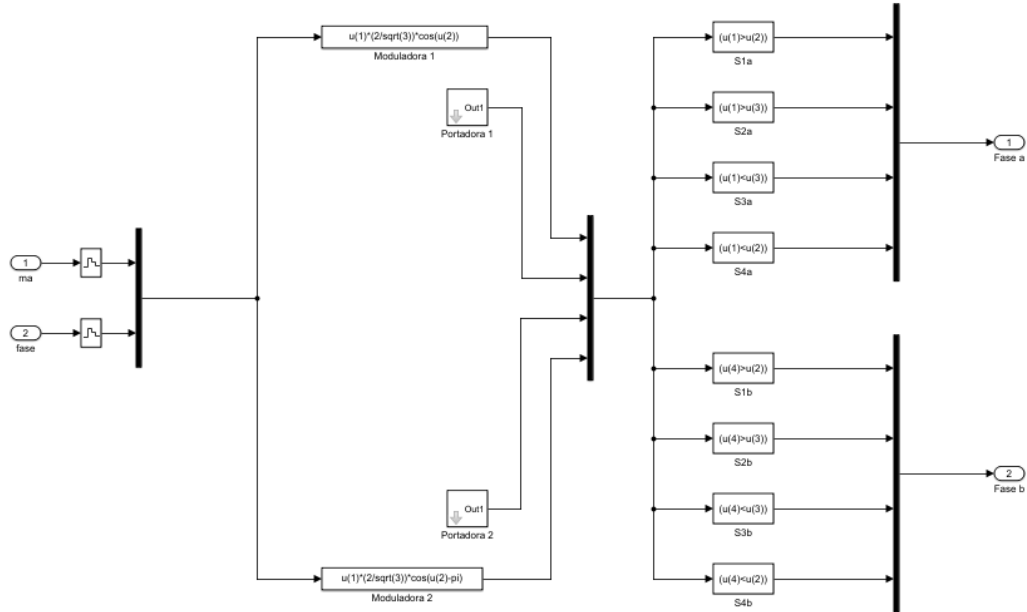 u(1)*(2/sqrt(3))*cos(u(2))
Moduladora 1
Out1
Portadora 1
1
ma
2
fase
Out1
Portadora 2
u(1)*(2/sqrt(3))*cos(u(2)-pi)
Moduladora 2
(u(1)>u(2))
S1a
(u(1)>u(3))
S2a
(u(1)<u(3))
S3a
(u(1)<u(2))
S4a
1
Fase a
(u(4)>u(2))
S1b
(u(4)>u(3))
S2b
(u(4)<u(3))
S3b
(u(4)<u(2))
S4b
2
Fase b